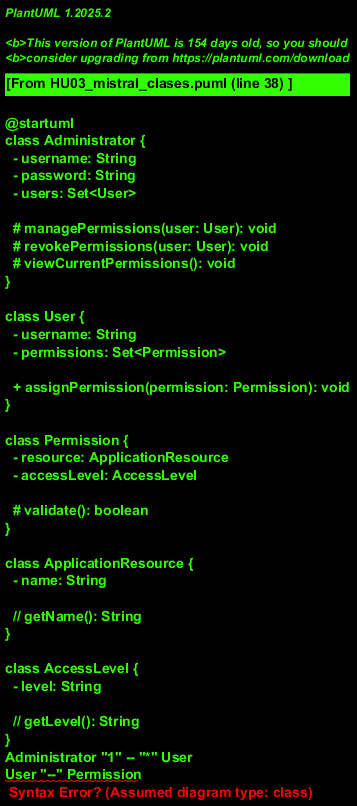 PlantUML 1.2025.2
<b>This version of PlantUML is 154 days old, so you should
<b>consider upgrading from https://plantuml.com/download
[From HU03_mistral_clases.puml (line 38) ]
@startuml
class Administrator {
- username: String
- password: String
- users: Set<User>
# managePermissions(user: User): void
# revokePermissions(user: User): void
# viewCurrentPermissions(): void
}
class User {
- username: String
- permissions: Set<Permission>
+ assignPermission(permission: Permission): void
}
class Permission {
- resource: ApplicationResource
- accessLevel: AccessLevel
# validate(): boolean
}
class ApplicationResource {
- name: String
// getName(): String
}
class AccessLevel {
- level: String
// getLevel(): String
}
Administrator "1" -- "*" User
User "--" Permission
Syntax Error? (Assumed diagram type: class)